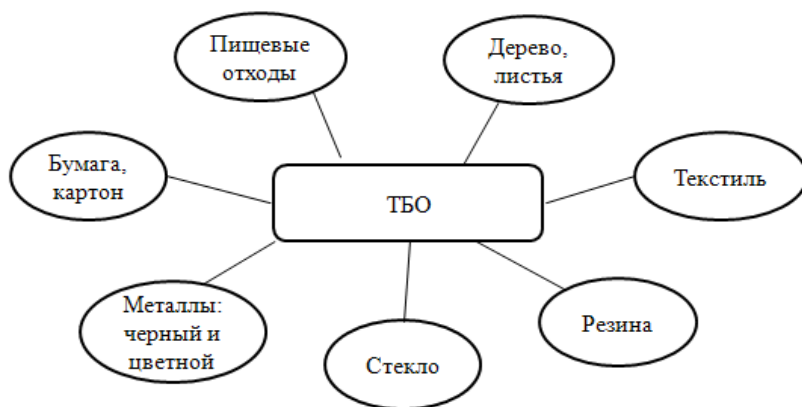 Пищевые
отходы
Дерево,
листья
Бумага,
картон
ТБО
Текстиль
Металлы:
черный и
цветной
Стекло
Резина